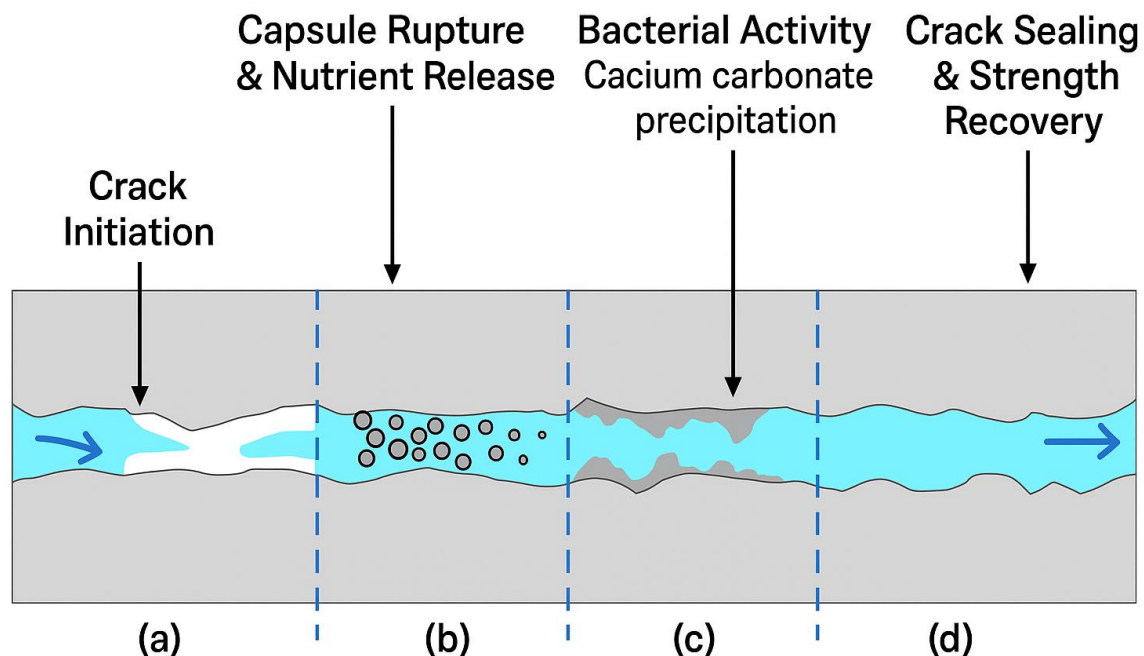 Crack
Initiation
Capsule Rupture
& Nutrient Release
Bacterial Activity
Cacium carbonate
precipitation
Crack Sealing
& Strength
Recovery
(a)
(b)
(c)
(d)